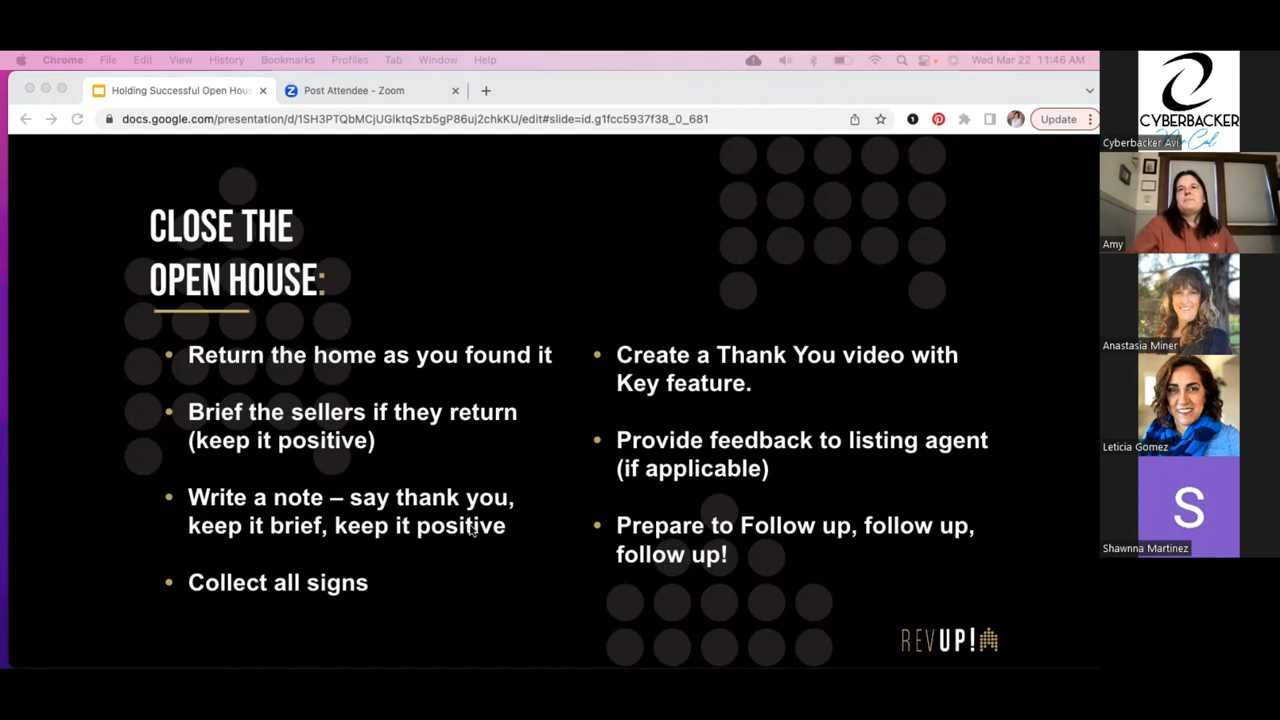 Chrome File Edit View History Bookmarks Profiles Tab Window Help Wed Mar 22 11:46 AM
Holding Successful Open Hous
Post Attendee - Zoom
docs.google.com/presentation/d/1SH3PTQbMCjUGlktqSzb5gP86uj2chkKU/edit#slide=id.g1fcc5937f38_0_681
Update
CLOSE THE
OPEN HOUSE:
• Return the home as you found it
• Brief the sellers if they return
(keep it positive)
• Write a note – say thank you,
keep it brief, keep it positive
• Collect all signs
• Create a Thank You video with
Key feature.
• Provide feedback to listing agent
(if applicable)
• Prepare to Follow up, follow up,
follow up!
REVUP!
CYBERBACKER
NorCal
Cyberbacker Avi
Amy
Anastasia Miner
Leticia Gomez
S
Shawnna Martinez